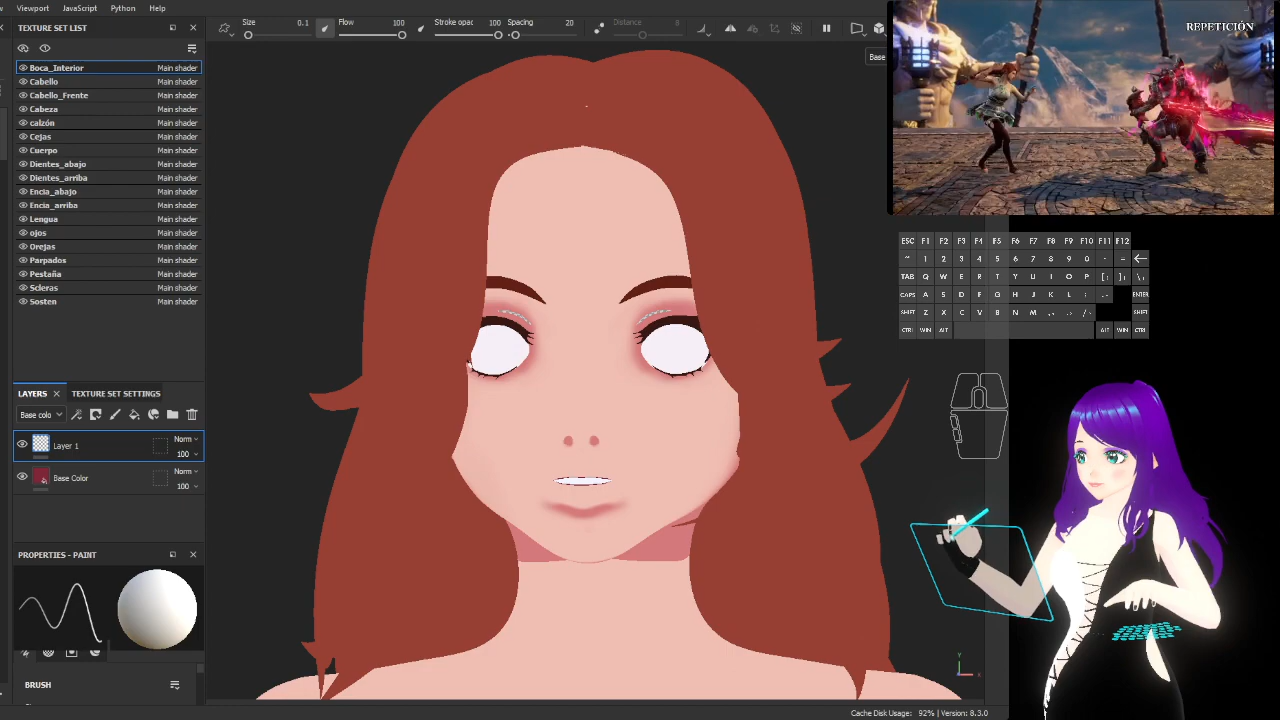 Viewport JavaScript Python Help
TEXTURE SET LIST
Size 0.1 Flow 100 Stroke opac 100 Spacing 20 Distance 8
Base
REPETICIÓN
Boca_Interior Main shader
Cabello Main shader
Cabello_Frente Main shader
Cabeza Main shader
calzón Main shader
Cejas Main shader
Cuerpo Main shader
Dientes_abajo Main shader
Dientes_arriba Main shader
Encia_abajo Main shader
Encia_arriba Main shader
Lengua Main shader
ojos Main shader
Orejas Main shader
Parpados Main shader
Pestaña Main shader
Scleras Main shader
Sosten Main shader
ESC F1 F2 F3 F4 F5 F6 F7 F8 F9 F10 F11 F12
~ 1 2 3 4 5 6 7 8 9 0 - =
TAB Q W E R T Y U I O P [ ] \
CAPS A S D F G H J K L ENTER
SHIFT Z X C V B N M SHIFT
CTRL WIN ALT ALT WIN CTRL
LAYERS TEXTURE SET SETTINGS
Base colo
Layer 1 Norm 100
Base Color Norm 100
PROPERTIES - PAINT
BRUSH
Y
X
Cache Disk Usage: 92% | Version: 8.3.0